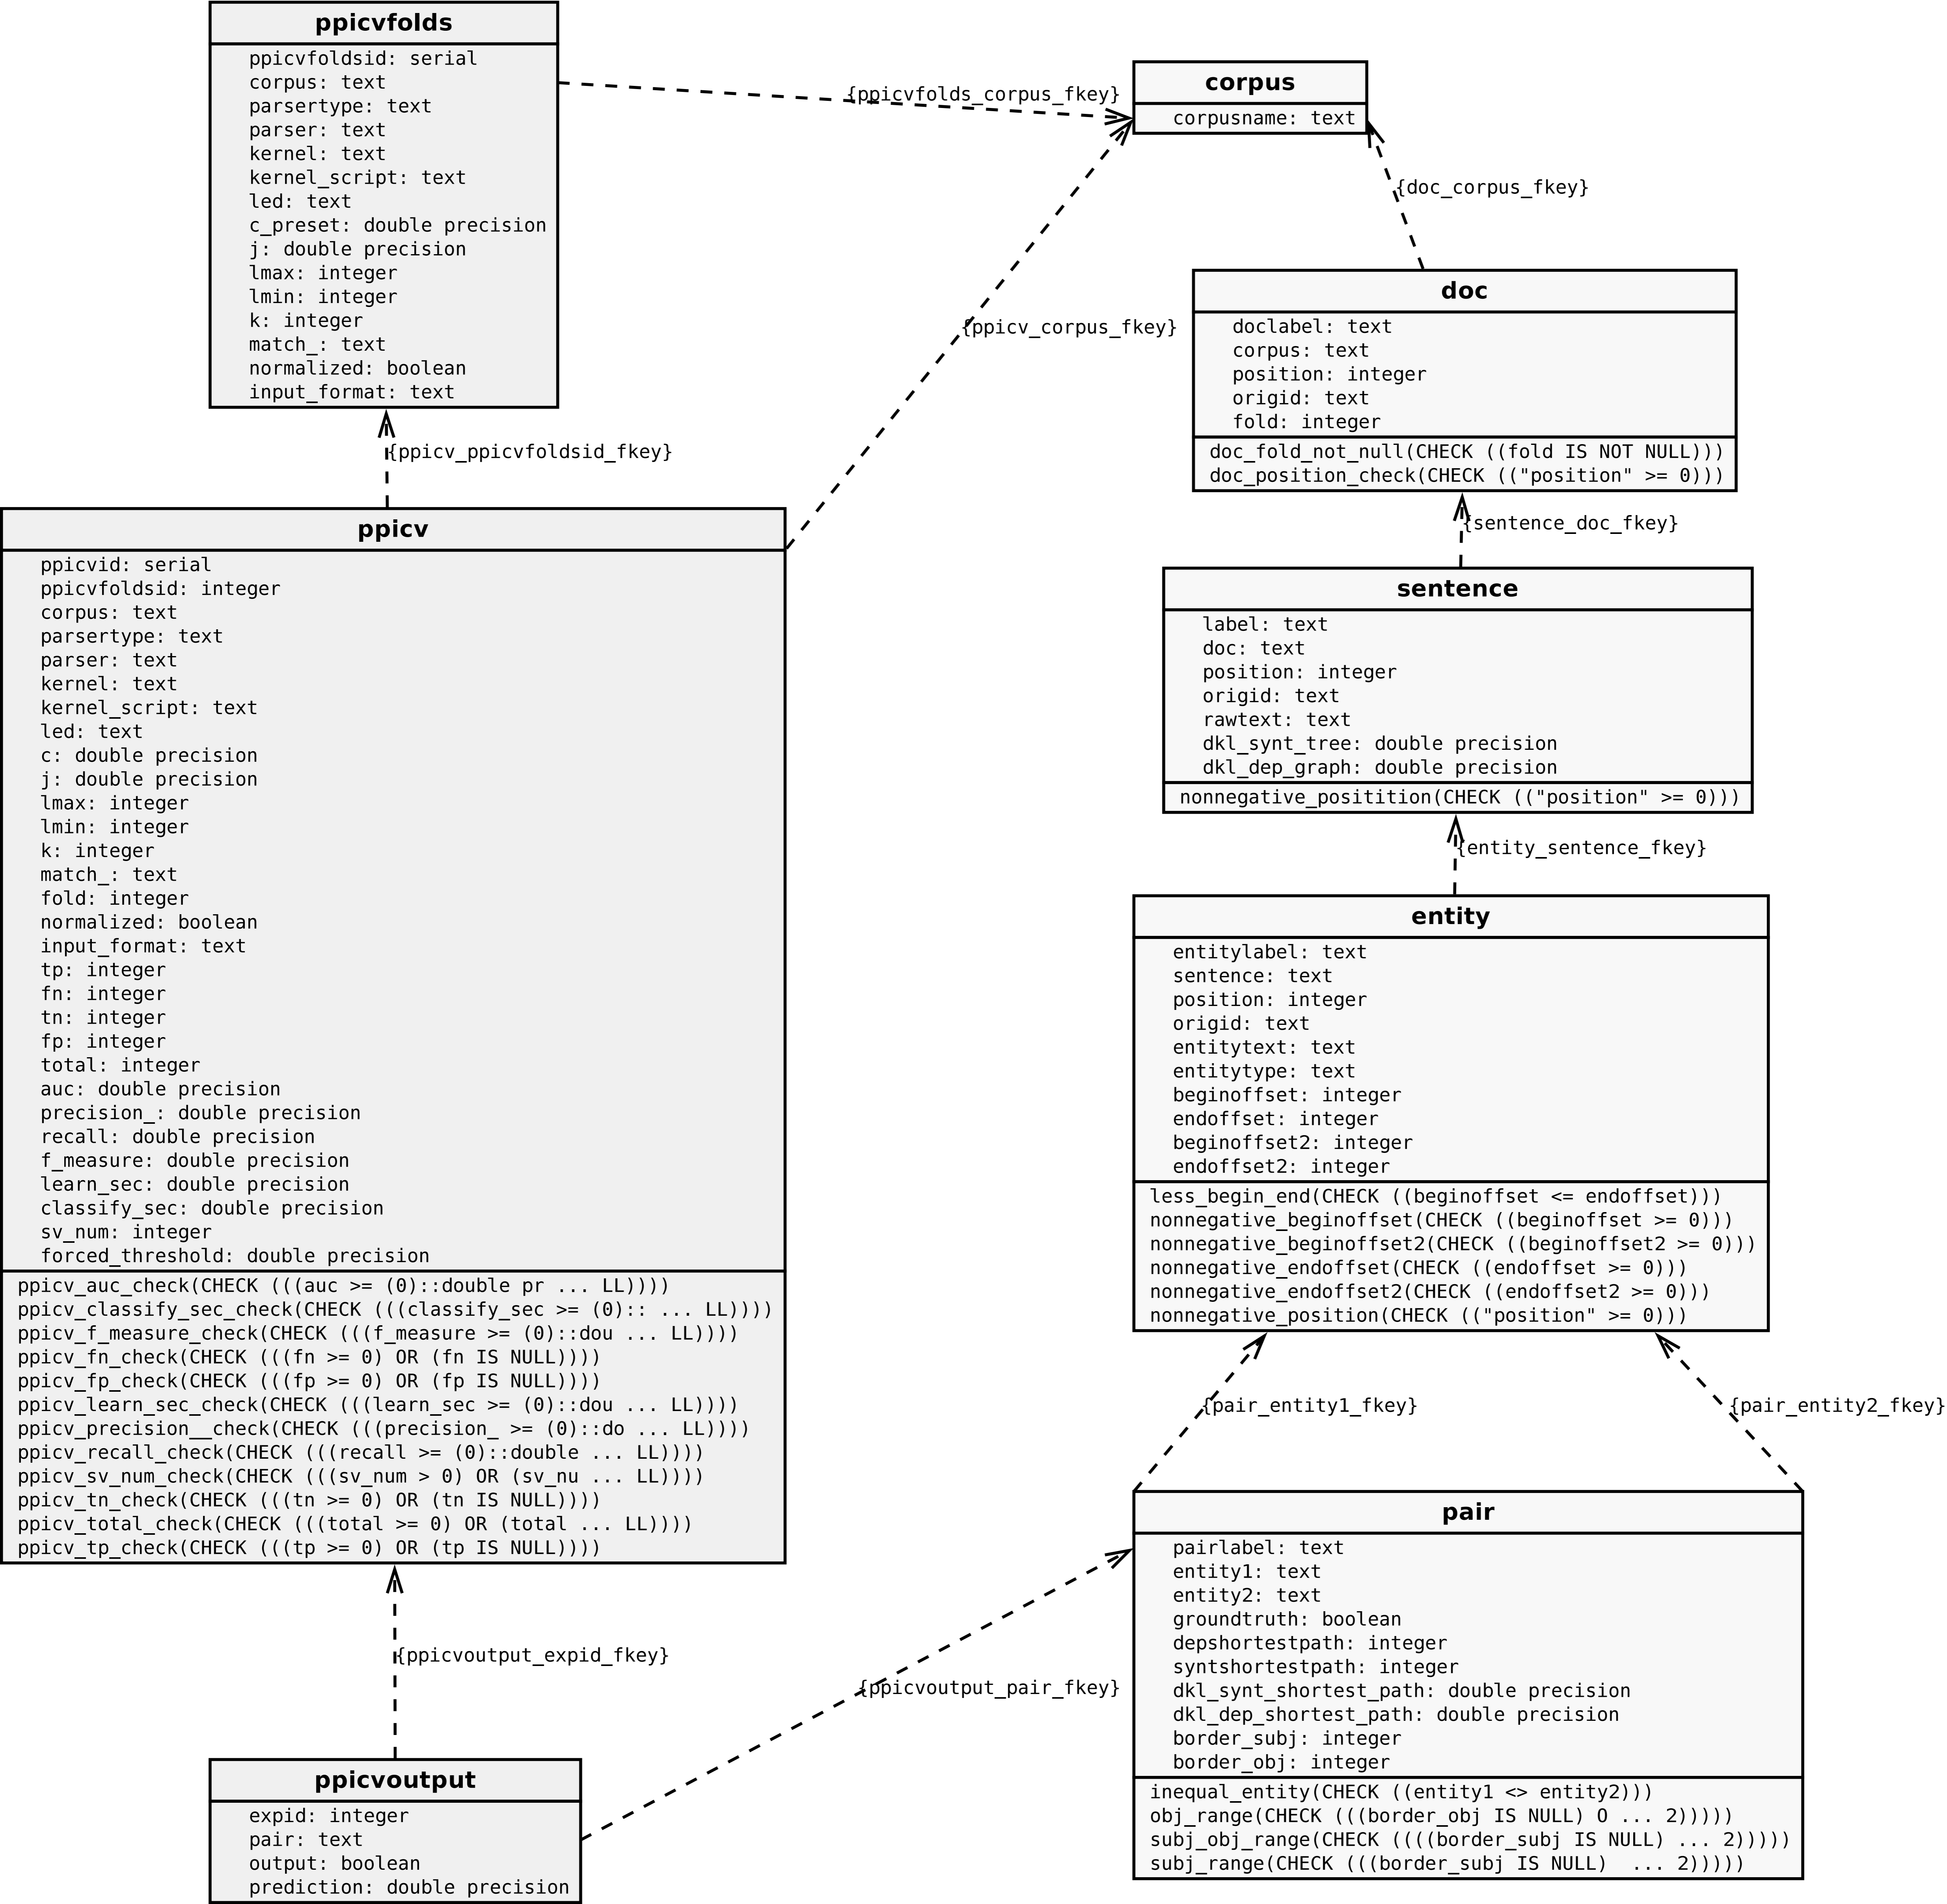 ppicvfolds
ppicvfoldsid: serial
corpus: text
parsertype: text
parser: text
kernel: text
kernel_script: text
led: text
c_preset: double precision
j: double precision
lmax: integer
lmin: integer
k: integer
match_: text
normalized: boolean
input_format: text
{ppicvfolds_corpus_fkey}
corpus
corpusname: text
{doc_corpus_fkey}
{ppicv_corpus_fkey}
doc
doclabel: text
corpus: text
position: integer
origid: text
fold: integer
doc_fold_not_null(CHECK ((fold IS NOT NULL)))
doc_position_check(CHECK (("position" >= 0)))
{ppicv_ppicvfoldsid_fkey}
{sentence_doc_fkey}
ppicv
ppicvid: serial
ppicvfoldsid: integer
corpus: text
parsertype: text
parser: text
kernel: text
kernel_script: text
led: text
c: double precision
j: double precision
lmax: integer
lmin: integer
k: integer
match_: text
fold: integer
normalized: boolean
input_format: text
tp: integer
fn: integer
tn: integer
fp: integer
total: integer
auc: double precision
precision_: double precision
recall: double precision
f_measure: double precision
learn_sec: double precision
classify_sec: double precision
sv_num: integer
forced_threshold: double precision
ppicv_auc_check(CHECK (((auc >= (0)::double pr ... LL))))
ppicv_classify_sec_check(CHECK (((classify_sec >= (0):: ... LL))))
ppicv_f_measure_check(CHECK (((f_measure >= (0)::dou ... LL))))
ppicv_fn_check(CHECK (((fn >= 0) OR (fn IS NULL))))
ppicv_fp_check(CHECK (((fp >= 0) OR (fp IS NULL))))
ppicv_learn_sec_check(CHECK (((learn_sec >= (0)::dou ... LL))))
ppicv_precision__check(CHECK (((precision_ >= (0)::do ... LL))))
ppicv_recall_check(CHECK (((recall >= (0)::double ... LL))))
ppicv_sv_num_check(CHECK (((sv_num > 0) OR (sv_nu ... LL))))
ppicv_tn_check(CHECK (((tn >= 0) OR (tn IS NULL))))
ppicv_total_check(CHECK (((total >= 0) OR (total ... LL))))
ppicv_tp_check(CHECK (((tp >= 0) OR (tp IS NULL))))
sentence
label: text
doc: text
position: integer
origid: text
rawtext: text
dkl_synt_tree: double precision
dkl_dep_graph: double precision
nonnegative_positition(CHECK (("position" >= 0)))
{entity_sentence_fkey}
entity
entitylabel: text
sentence: text
position: integer
origid: text
entitytext: text
entitytype: text
beginoffset: integer
endoffset: integer
beginoffset2: integer
endoffset2: integer
less_begin_end(CHECK ((beginoffset <= endoffset)))
nonnegative_beginoffset(CHECK ((beginoffset >= 0)))
nonnegative_beginoffset2(CHECK ((beginoffset2 >= 0)))
nonnegative_endoffset(CHECK ((endoffset >= 0)))
nonnegative_endoffset2(CHECK ((endoffset2 >= 0)))
nonnegative_position(CHECK (("position" >= 0)))
{pair_entity1_fkey}
{pair_entity2_fkey}
pair
pairlabel: text
entity1: text
entity2: text
groundtruth: boolean
depshortestpath: integer
syntshortestpath: integer
dkl_synt_shortest_path: double precision
dkl_dep_shortest_path: double precision
border_subj: integer
border_obj: integer
inequal_entity(CHECK ((entity1 <> entity2)))
obj_range(CHECK (((border_obj IS NULL) O ... 2)))))
subj_obj_range(CHECK ((((border_subj IS NULL) ... 2)))))
subj_range(CHECK (((border_subj IS NULL)  ... 2)))))
{ppicvoutput_expid_fkey}
{ppicvoutput_pair_fkey}
ppicvoutput
expid: integer
pair: text
output: boolean
prediction: double precision